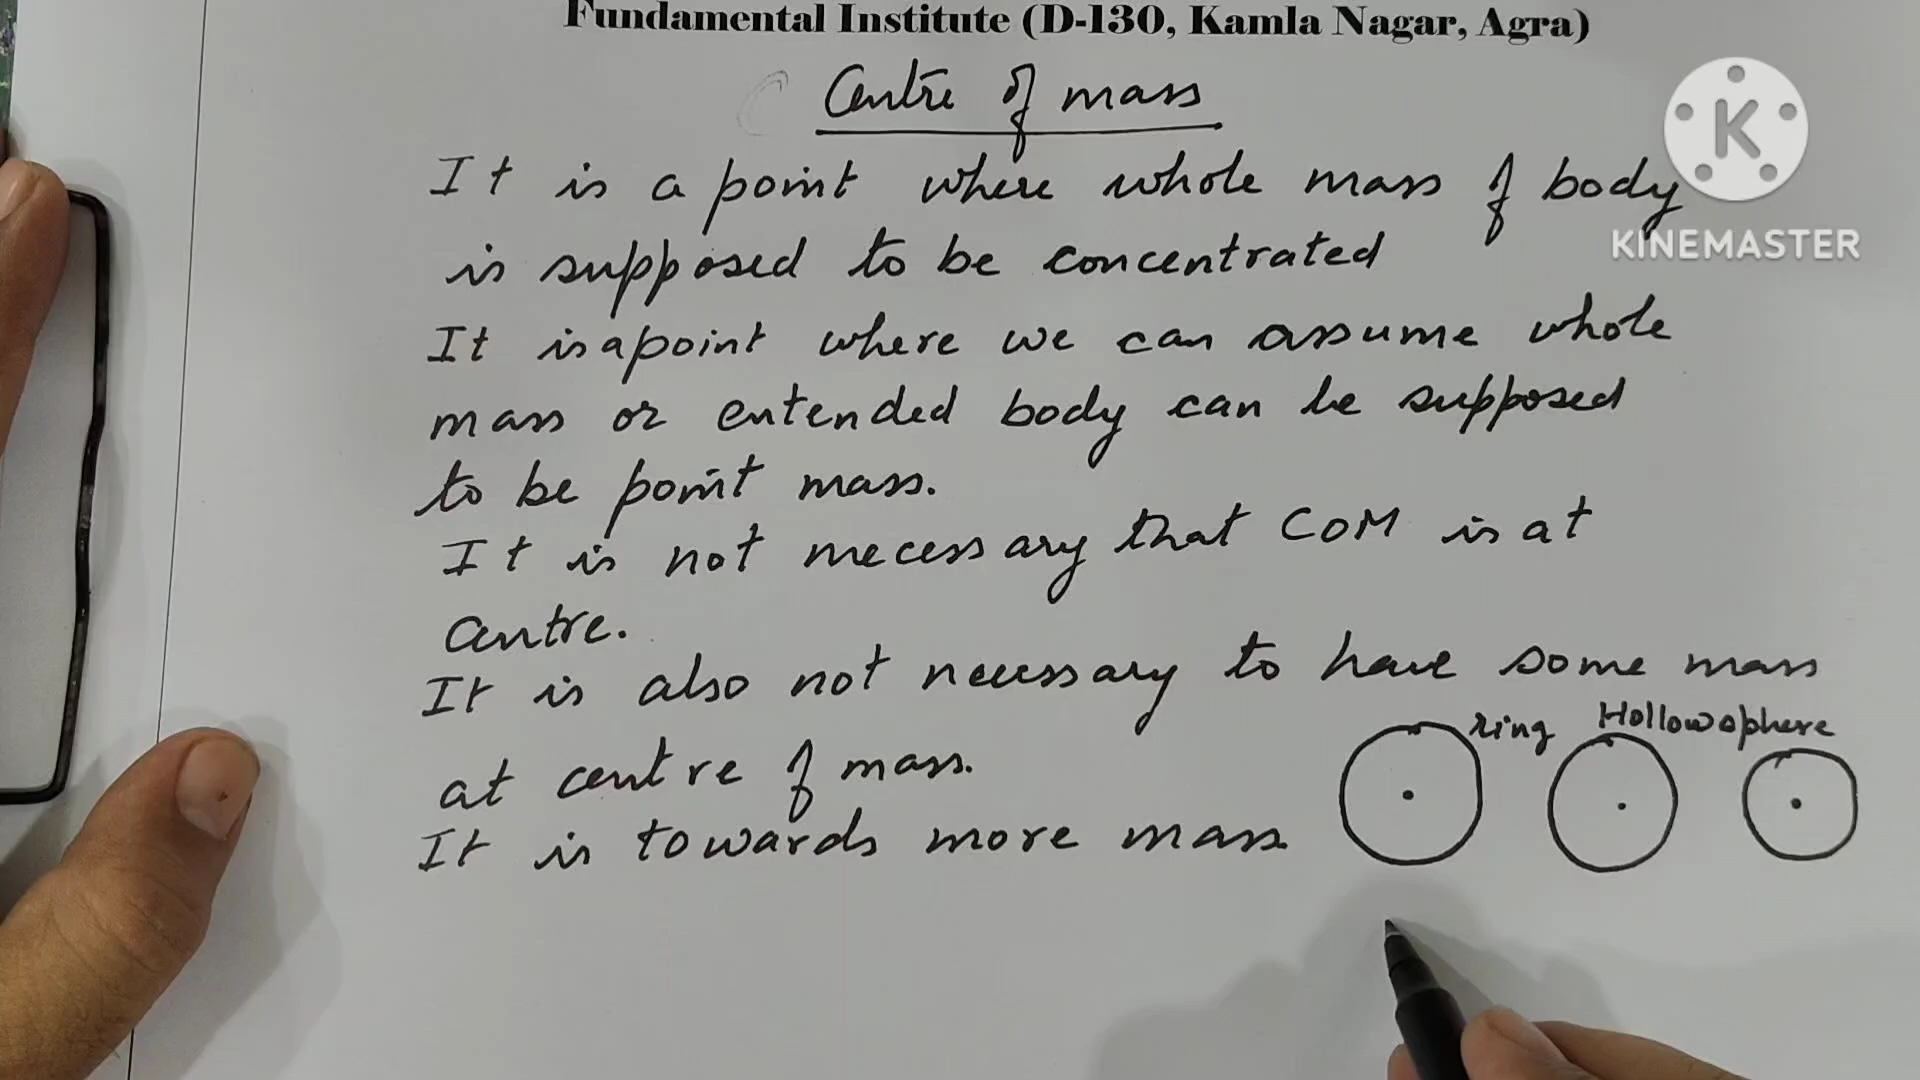 Fundamental Institute (D-130, Kamla Nagar, Agra)
Centre of mass
It is a point where whole mass of body
is supposed to be concentrated
It is a point where we can assume whole
mass or extended body can be supposed
to be point mass.
It is not necessary that COM is at
centre.
It is also not necessary to have some mass
at centre of mass.
It is towards more mass.
ring
Hollow sphere
K
KINEMASTER